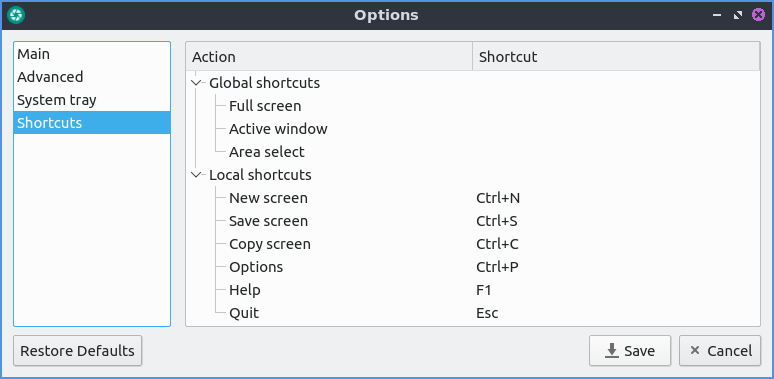 Options
Main
Advanced
System tray
Shortcuts
Action Shortcut
Global shortcuts
Full screen
Active window
Area select
Local shortcuts
New screen Ctrl+N
Save screen Ctrl+S
Copy screen Ctrl+C
Options Ctrl+P
Help F1
Quit Esc
Restore Defaults Save Cancel